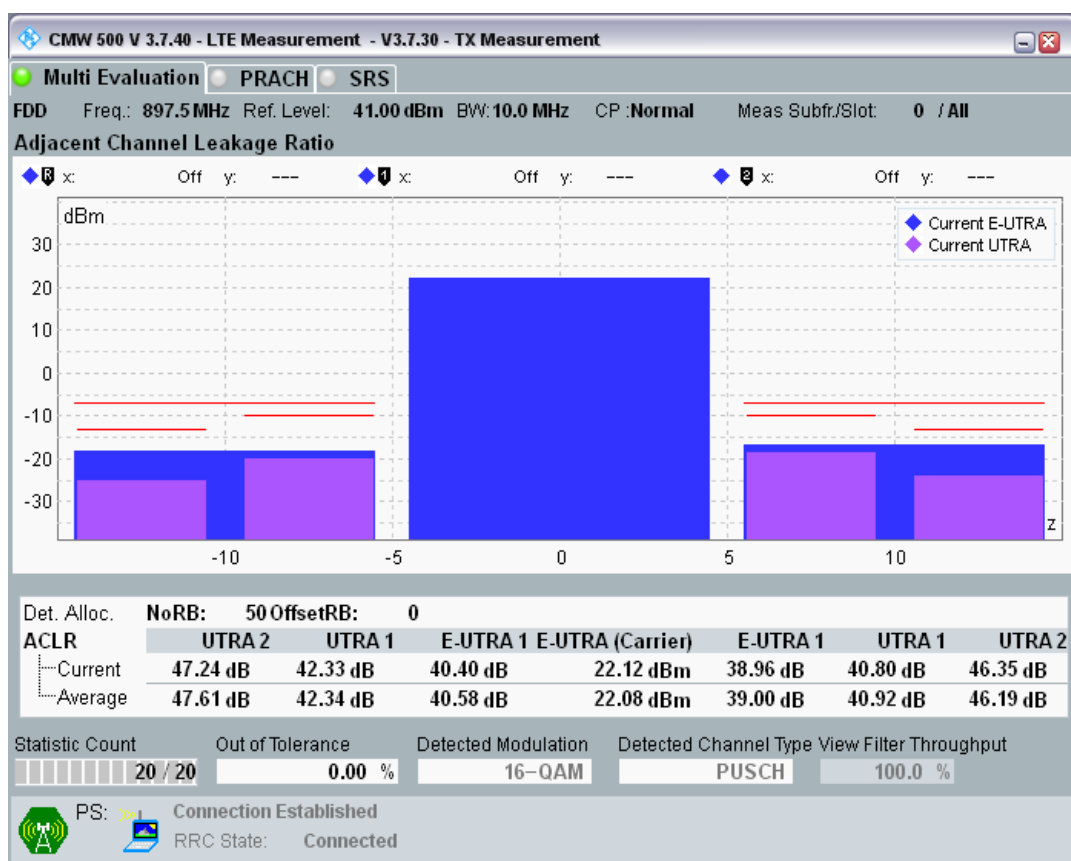 CMW 500 V 3.7.40 - LTE Measurement - V3.7.30 - TX Measurement
Multi Evaluation PRACH SRS
FDD Freq.: 897.5 MHz Ref. Level: 41.00 dBm BW: 10.0 MHz CP :Normal Meas Subfr./Slot: 0 / All
Adjacent Channel Leakage Ratio
R x: Off y: --- 1 x: Off y: --- 2 x: Off y: ---
dBm
Current E-UTRA
Current UTRA
30
20
10
0
-10
-20
-30
z
-10 -5 0 5 10
Det. Alloc. NoRB: 50 OffsetRB: 0
ACLR UTRA 2 UTRA 1 E-UTRA 1 E-UTRA (Carrier) E-UTRA 1 UTRA 1 UTRA 2
Current 47.24 dB 42.33 dB 40.40 dB 22.12 dBm 38.96 dB 40.80 dB 46.35 dB
Average 47.61 dB 42.34 dB 40.58 dB 22.08 dBm 39.00 dB 40.92 dB 46.19 dB
Statistic Count Out of Tolerance Detected Modulation Detected Channel Type View Filter Throughput
20 / 20 0.00 % 16-QAM PUSCH 100.0 %
PS: Connection Established
RRC State: Connected